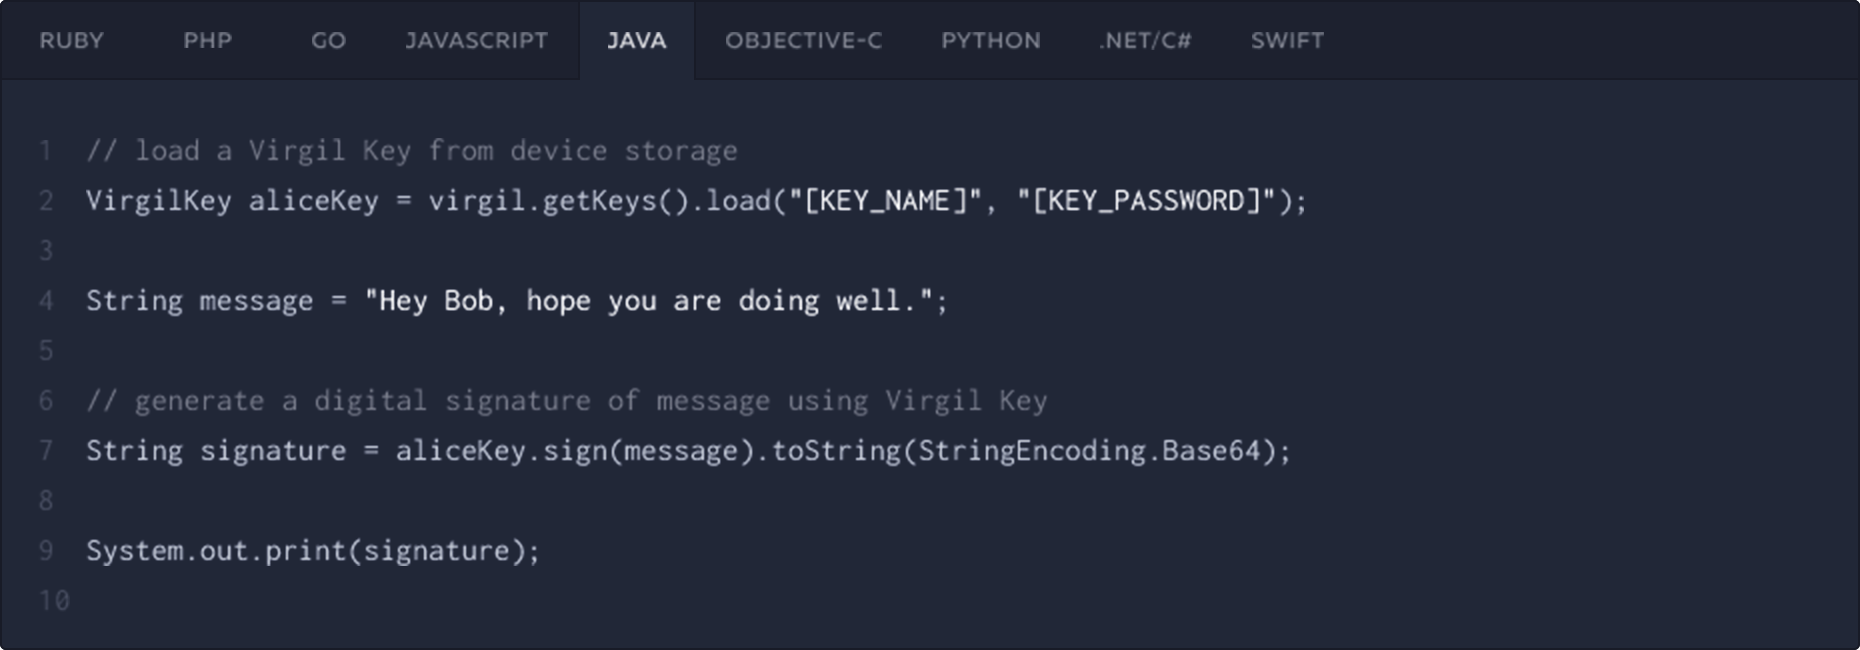 RUBY PHP GO JAVASCRIPT JAVA OBJECTIVE-C PYTHON .NET/C# SWIFT
1 // load a Virgil Key from device storage
2 VirgilKey aliceKey = virgil.getKeys().load("[KEY_NAME]", "[KEY_PASSWORD]");
3
4 String message = "Hey Bob, hope you are doing well.";
5
6 // generate a digital signature of message using Virgil Key
7 String signature = aliceKey.sign(message).toString(StringEncoding.Base64);
8
9 System.out.print(signature);
10